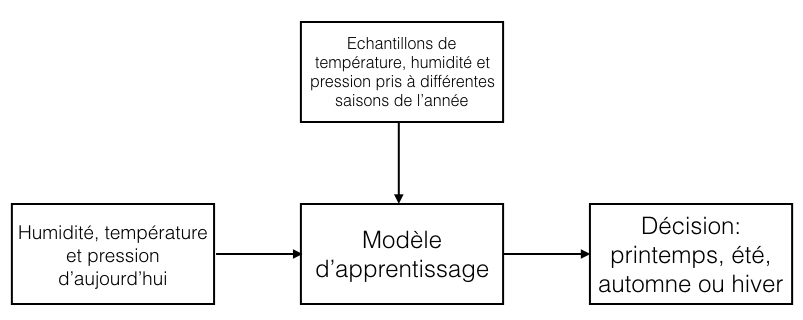 Echantillons de
température, humidité et
pression pris à différentes
saisons de l'année
Humidité, température
et pression
d'aujourd'hui
Modèle
d'apprentissage
Décision:
printemps, été,
automne ou hiver